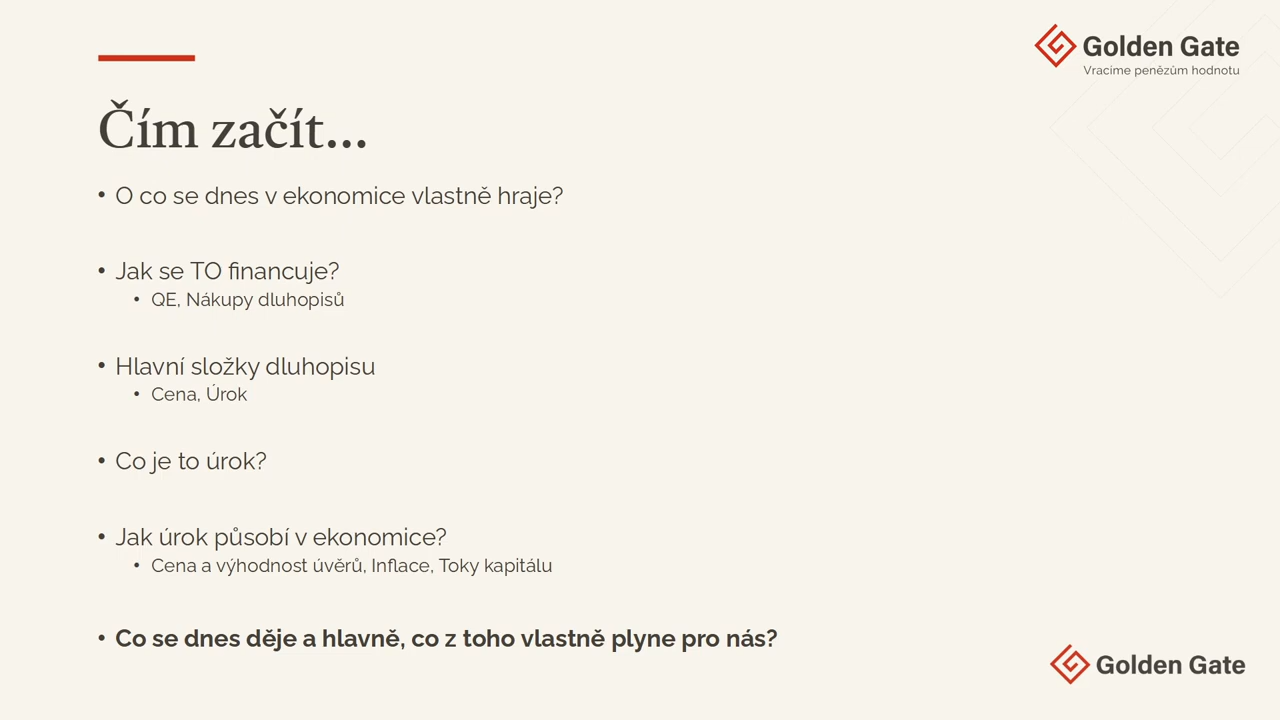 Golden Gate
Vracíme penězům hodnotu
Čím začít...
• O co se dnes v ekonomice vlastně hraje?
• Jak se TO financuje?
• QE, Nákupy dluhopisů
• Hlavní složky dluhopisu
• Cena, Úrok
• Co je to úrok?
• Jak úrok působí v ekonomice?
• Cena a výhodnost úvěrů, Inflace, Toky kapitálu
• Co se dnes děje a hlavně, co z toho vlastně plyne pro nás?
Golden Gate